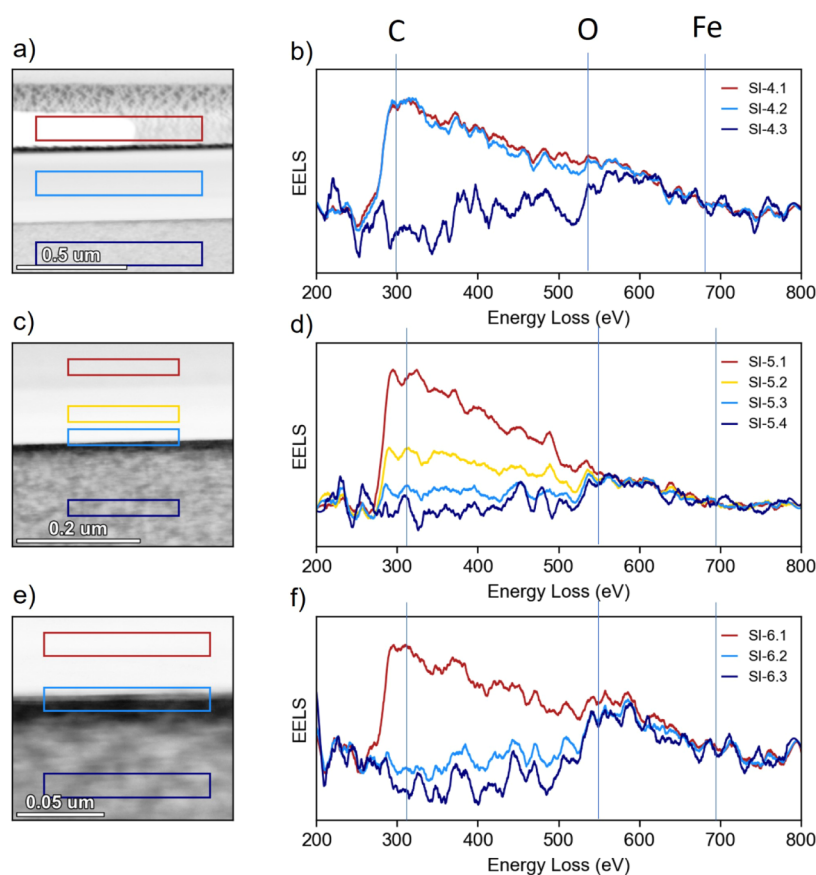 C O Fe
a)
0.5 um
b)
EELS
SI-4.1
SI-4.2
SI-4.3
200 300 400 500 600 700 800
Energy Loss (eV)
c)
0.2 um
d)
EELS
SI-5.1
SI-5.2
SI-5.3
SI-5.4
200 300 400 500 600 700 800
Energy Loss (eV)
e)
0.05 um
f)
EELS
SI-6.1
SI-6.2
SI-6.3
200 300 400 500 600 700 800
Energy Loss (eV)